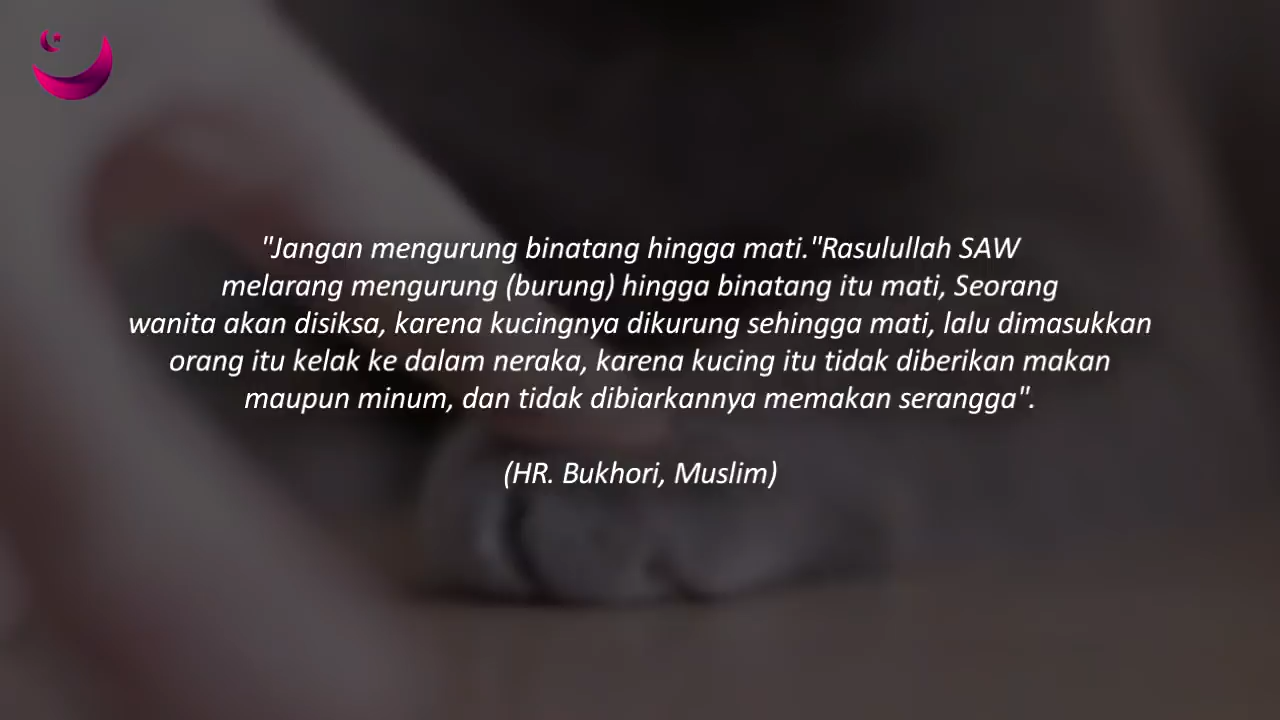 "Jangan mengurung binatang hingga mati."Rasulullah SAW
melarang mengurung (burung) hingga binatang itu mati, Seorang
wanita akan disiksa, karena kucingnya dikurung sehingga mati, lalu dimasukkan
orang itu kelak ke dalam neraka, karena kucing itu tidak diberikan makan
maupun minum, dan tidak dibiarkannya memakan serangga".
(HR. Bukhori, Muslim)